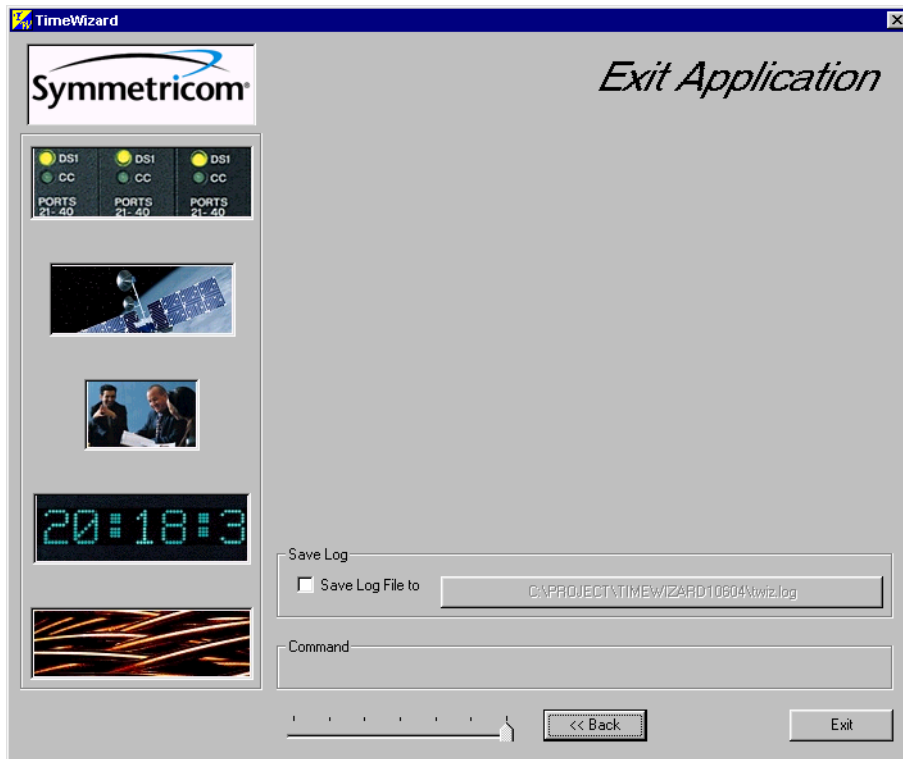 TimeWizard
Symmetricom
Exit Application
DS1 DS1 DS1
CC CC CC
PORTS PORTS PORTS
21-40 21-40 21-40
20:18:3
Save Log
Save Log File to
C:\PROJECT\TIMEWIZARD10604\twiz.log
Command
<< Back
Exit